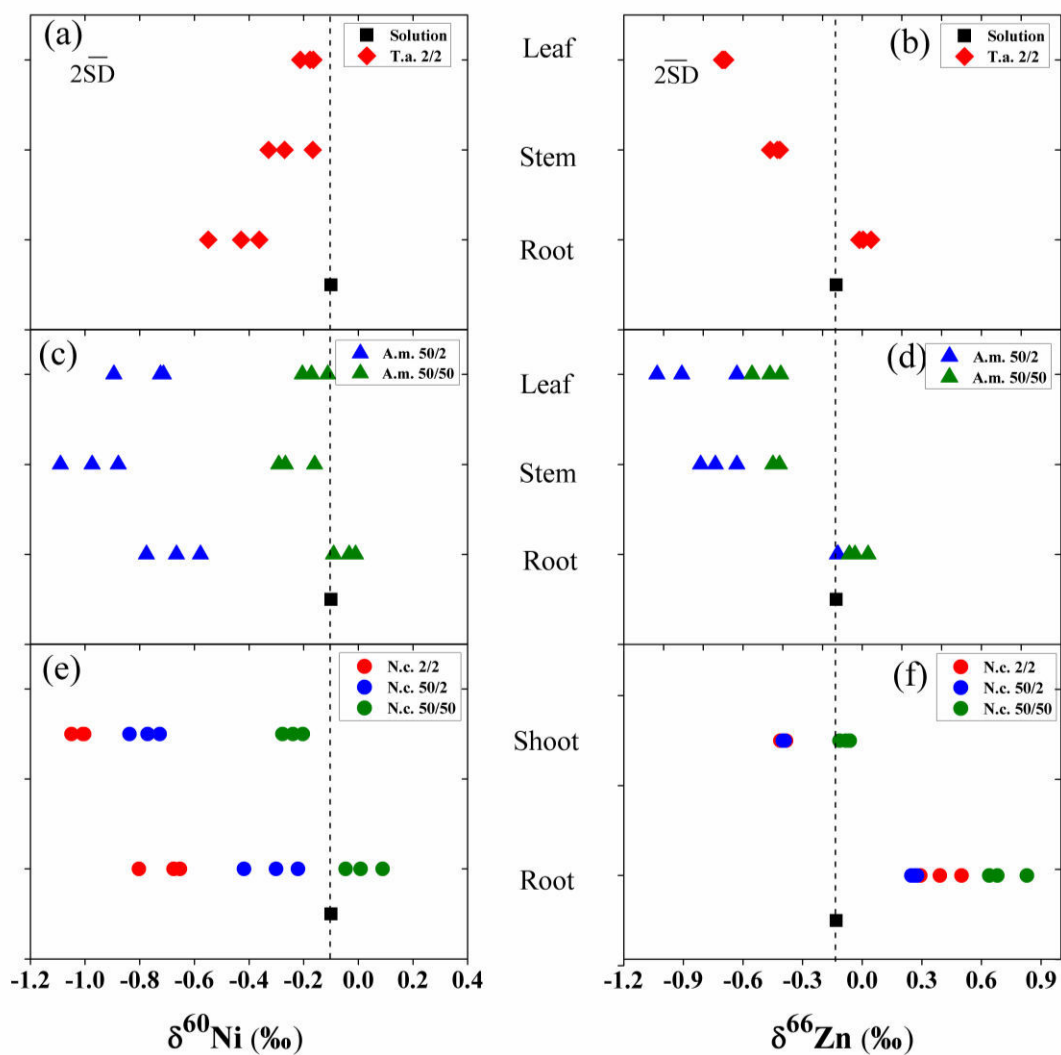 (a)
Solution
T.a. 2/2
2SD
Leaf
Stem
Root
(b)
Solution
T.a. 2/2
2SD
(c)
A.m. 50/2
A.m. 50/50
Leaf
Stem
Root
(d)
A.m. 50/2
A.m. 50/50
(e)
N.c. 2/2
N.c. 50/2
N.c. 50/50
Shoot
Root
(f)
N.c. 2/2
N.c. 50/2
N.c. 50/50
-1.2 -1.0 -0.8 -0.6 -0.4 -0.2 0.0 0.2 0.4
-1.2 -0.9 -0.6 -0.3 0.0 0.3 0.6 0.9
δ⁶⁰Ni (‰)
δ⁶⁶Zn (‰)